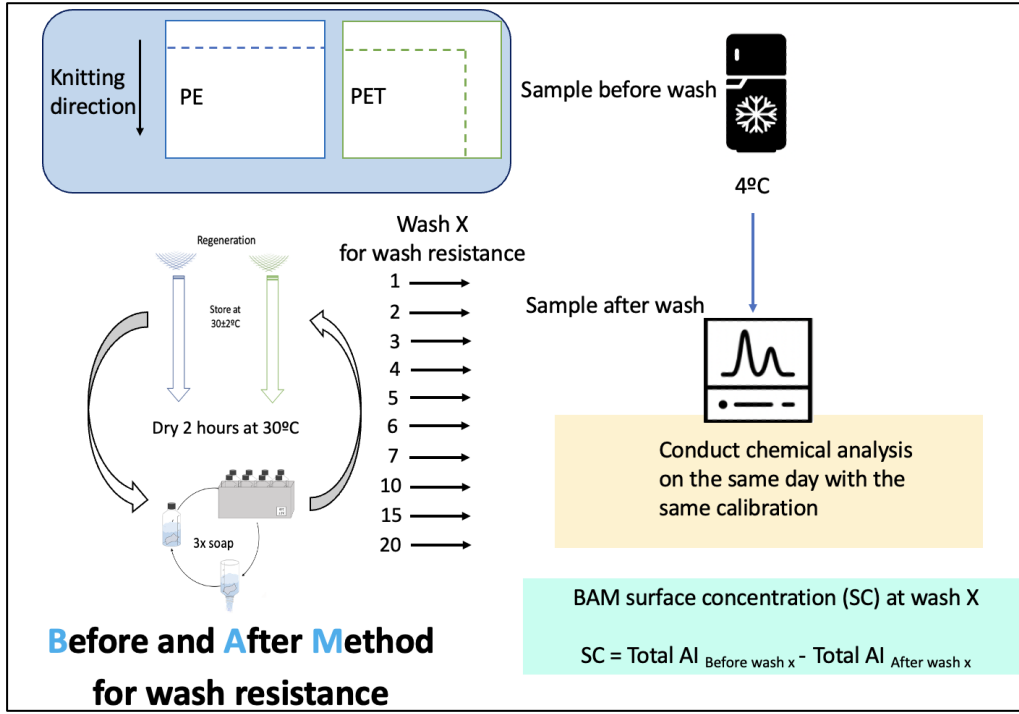 Knitting
direction
PE
PET
Sample before wash
4ºC
Wash X
for wash resistance
Regeneration
Store at
30±2ºC
1
2
3
4
5
6
7
10
15
20
Sample after wash
Dry 2 hours at 30ºC
3x soap
Conduct chemical analysis
on the same day with the
same calibration
BAM surface concentration (SC) at wash X
SC = Total AI Before wash x - Total AI After wash x
Before and After Method
for wash resistance